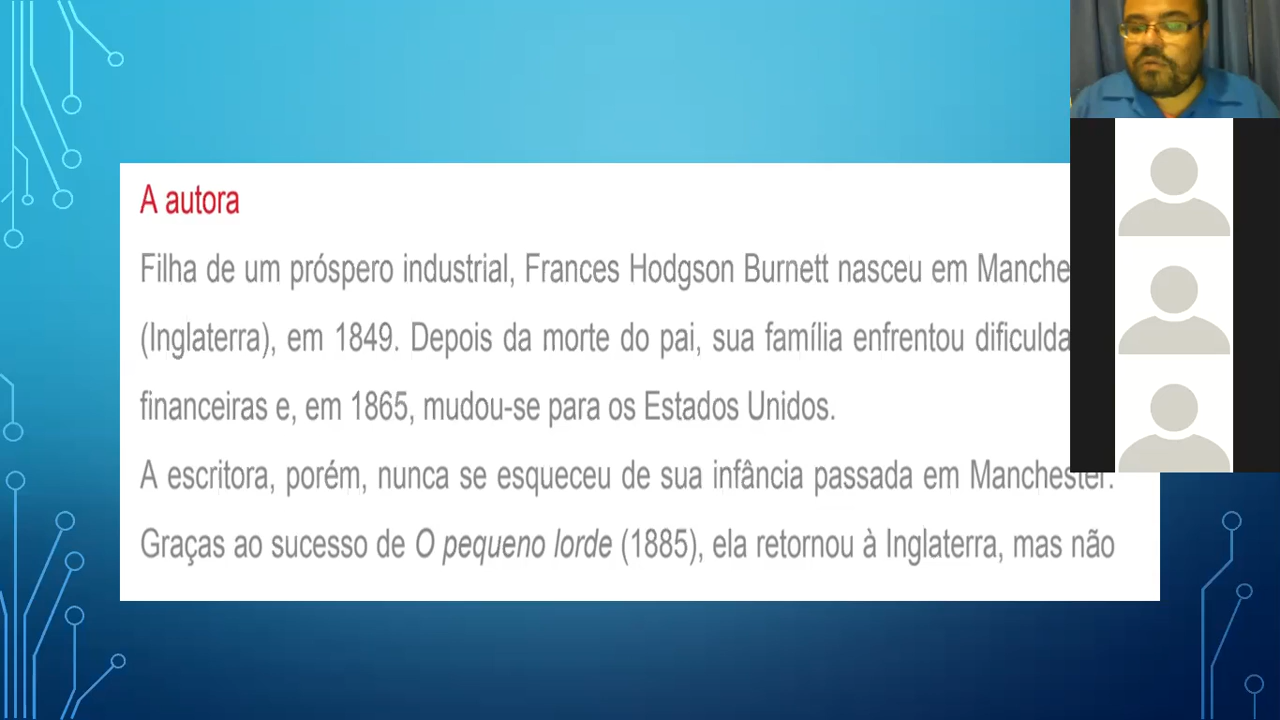 A autora
Filha de um próspero industrial, Frances Hodgson Burnett nasceu em
(Inglaterra), em 1849. Depois da morte do pai, sua família enfrentou
financeiras e, em 1865, mudou-se para os Estados Unidos.
A escritora, porém, nunca se esqueceu de sua infância passada em Manchester.
Graças ao sucesso de O pequeno lorde (1885), ela retornou à Inglaterra, mas não